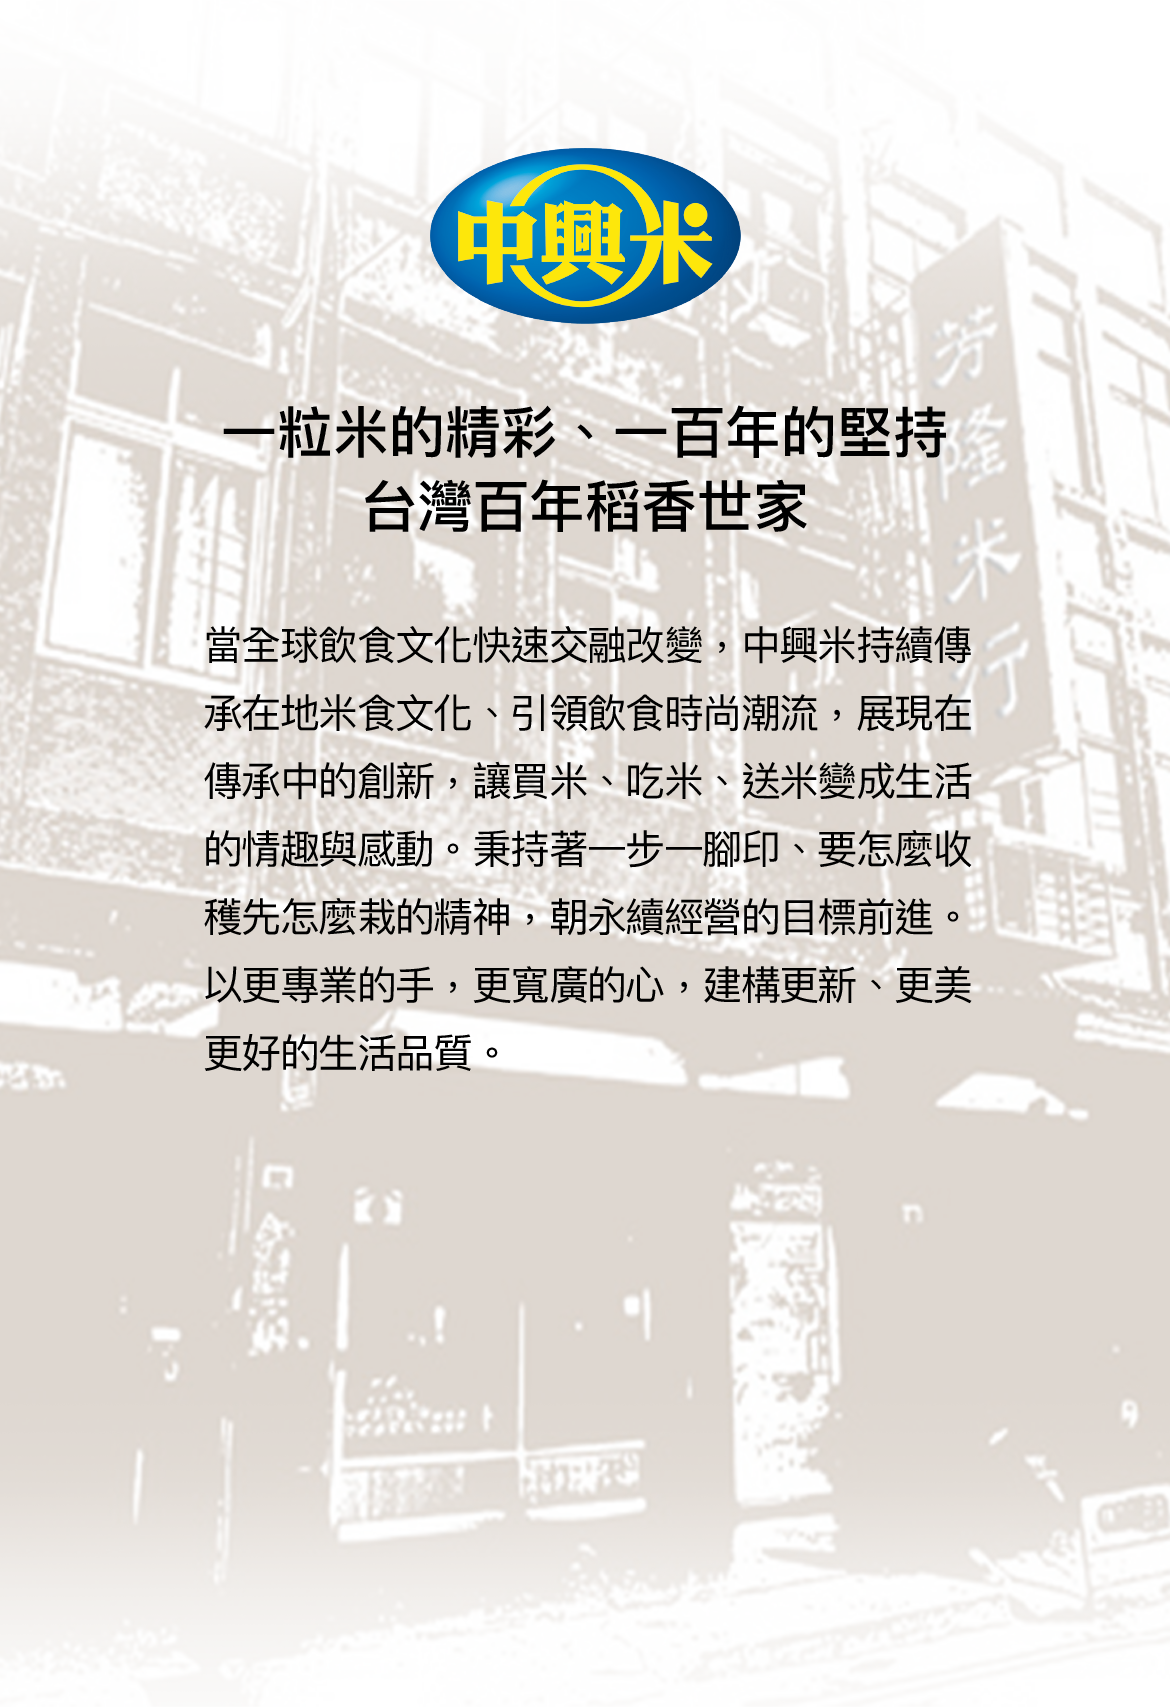 中興米
一粒米的精彩、一百年的堅持
台灣百年稻香世家
當全球飲食文化快速交融改變，中興米持續傳
承在地米食文化、引領飲食時尚潮流，展現在
傳承中的創新，讓買米、吃米、送米變成生活
的情趣與感動。秉持著一步一腳印、要怎麼收
穫先怎麼栽的精神，朝永續經營的目標前進。
以更專業的手，更寬廣的心，建構更新、更美
更好的生活品質。
芳隆米行